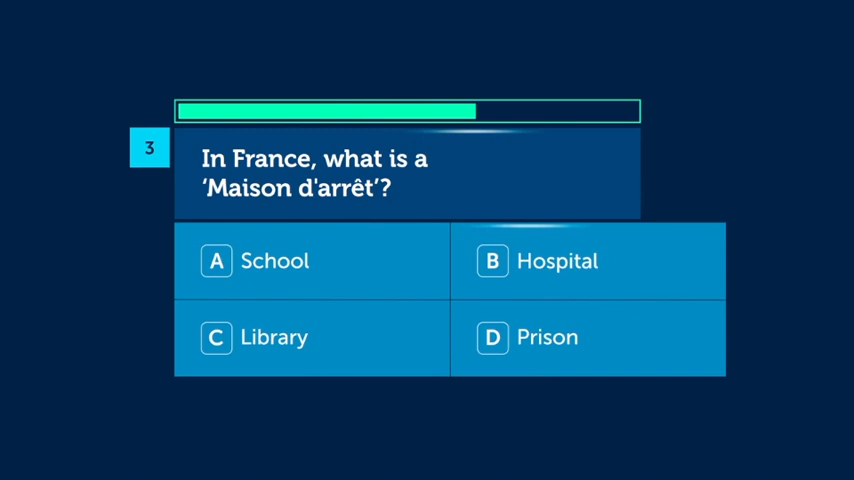 3
In France, what is a
‘Maison d'arrêt’?
A School
B Hospital
C Library
D Prison